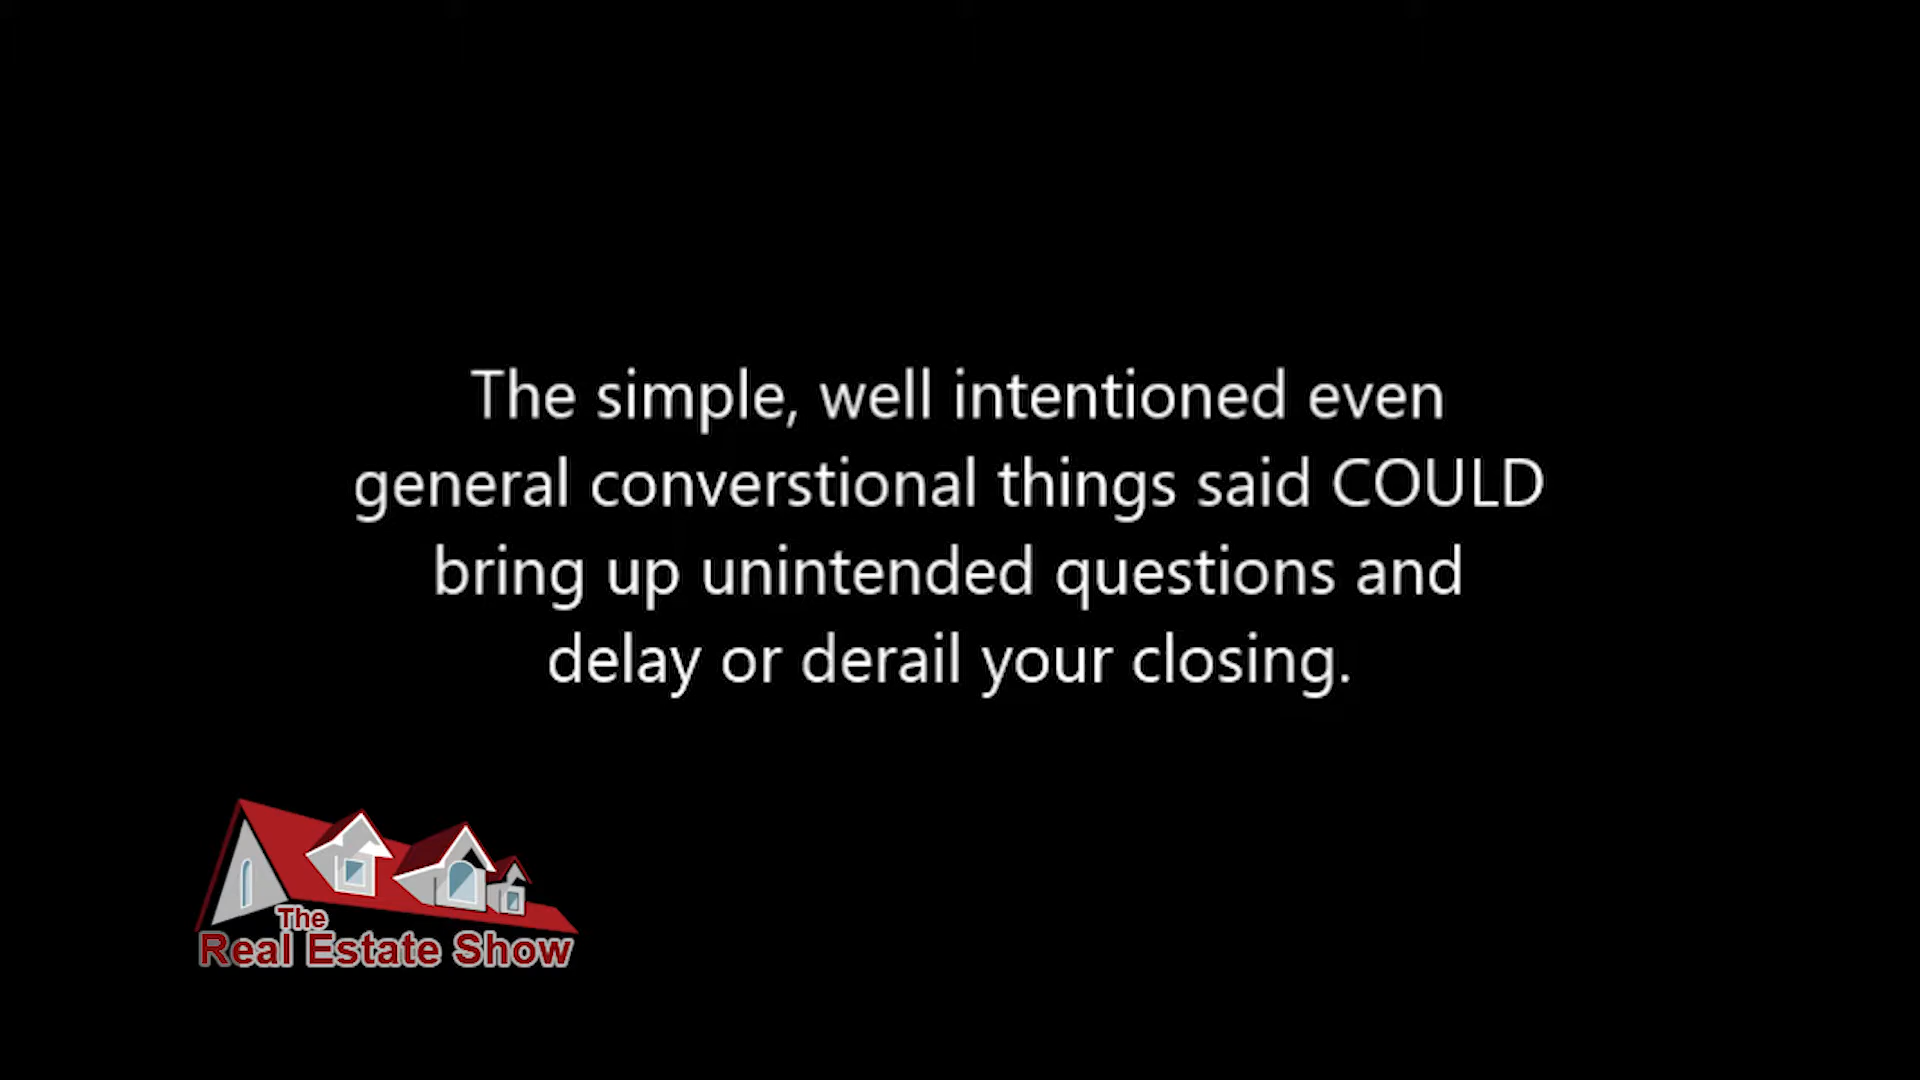 The simple, well intentioned even
general converstional things said COULD
bring up unintended questions and
delay or derail your closing.
The
Real Estate Show